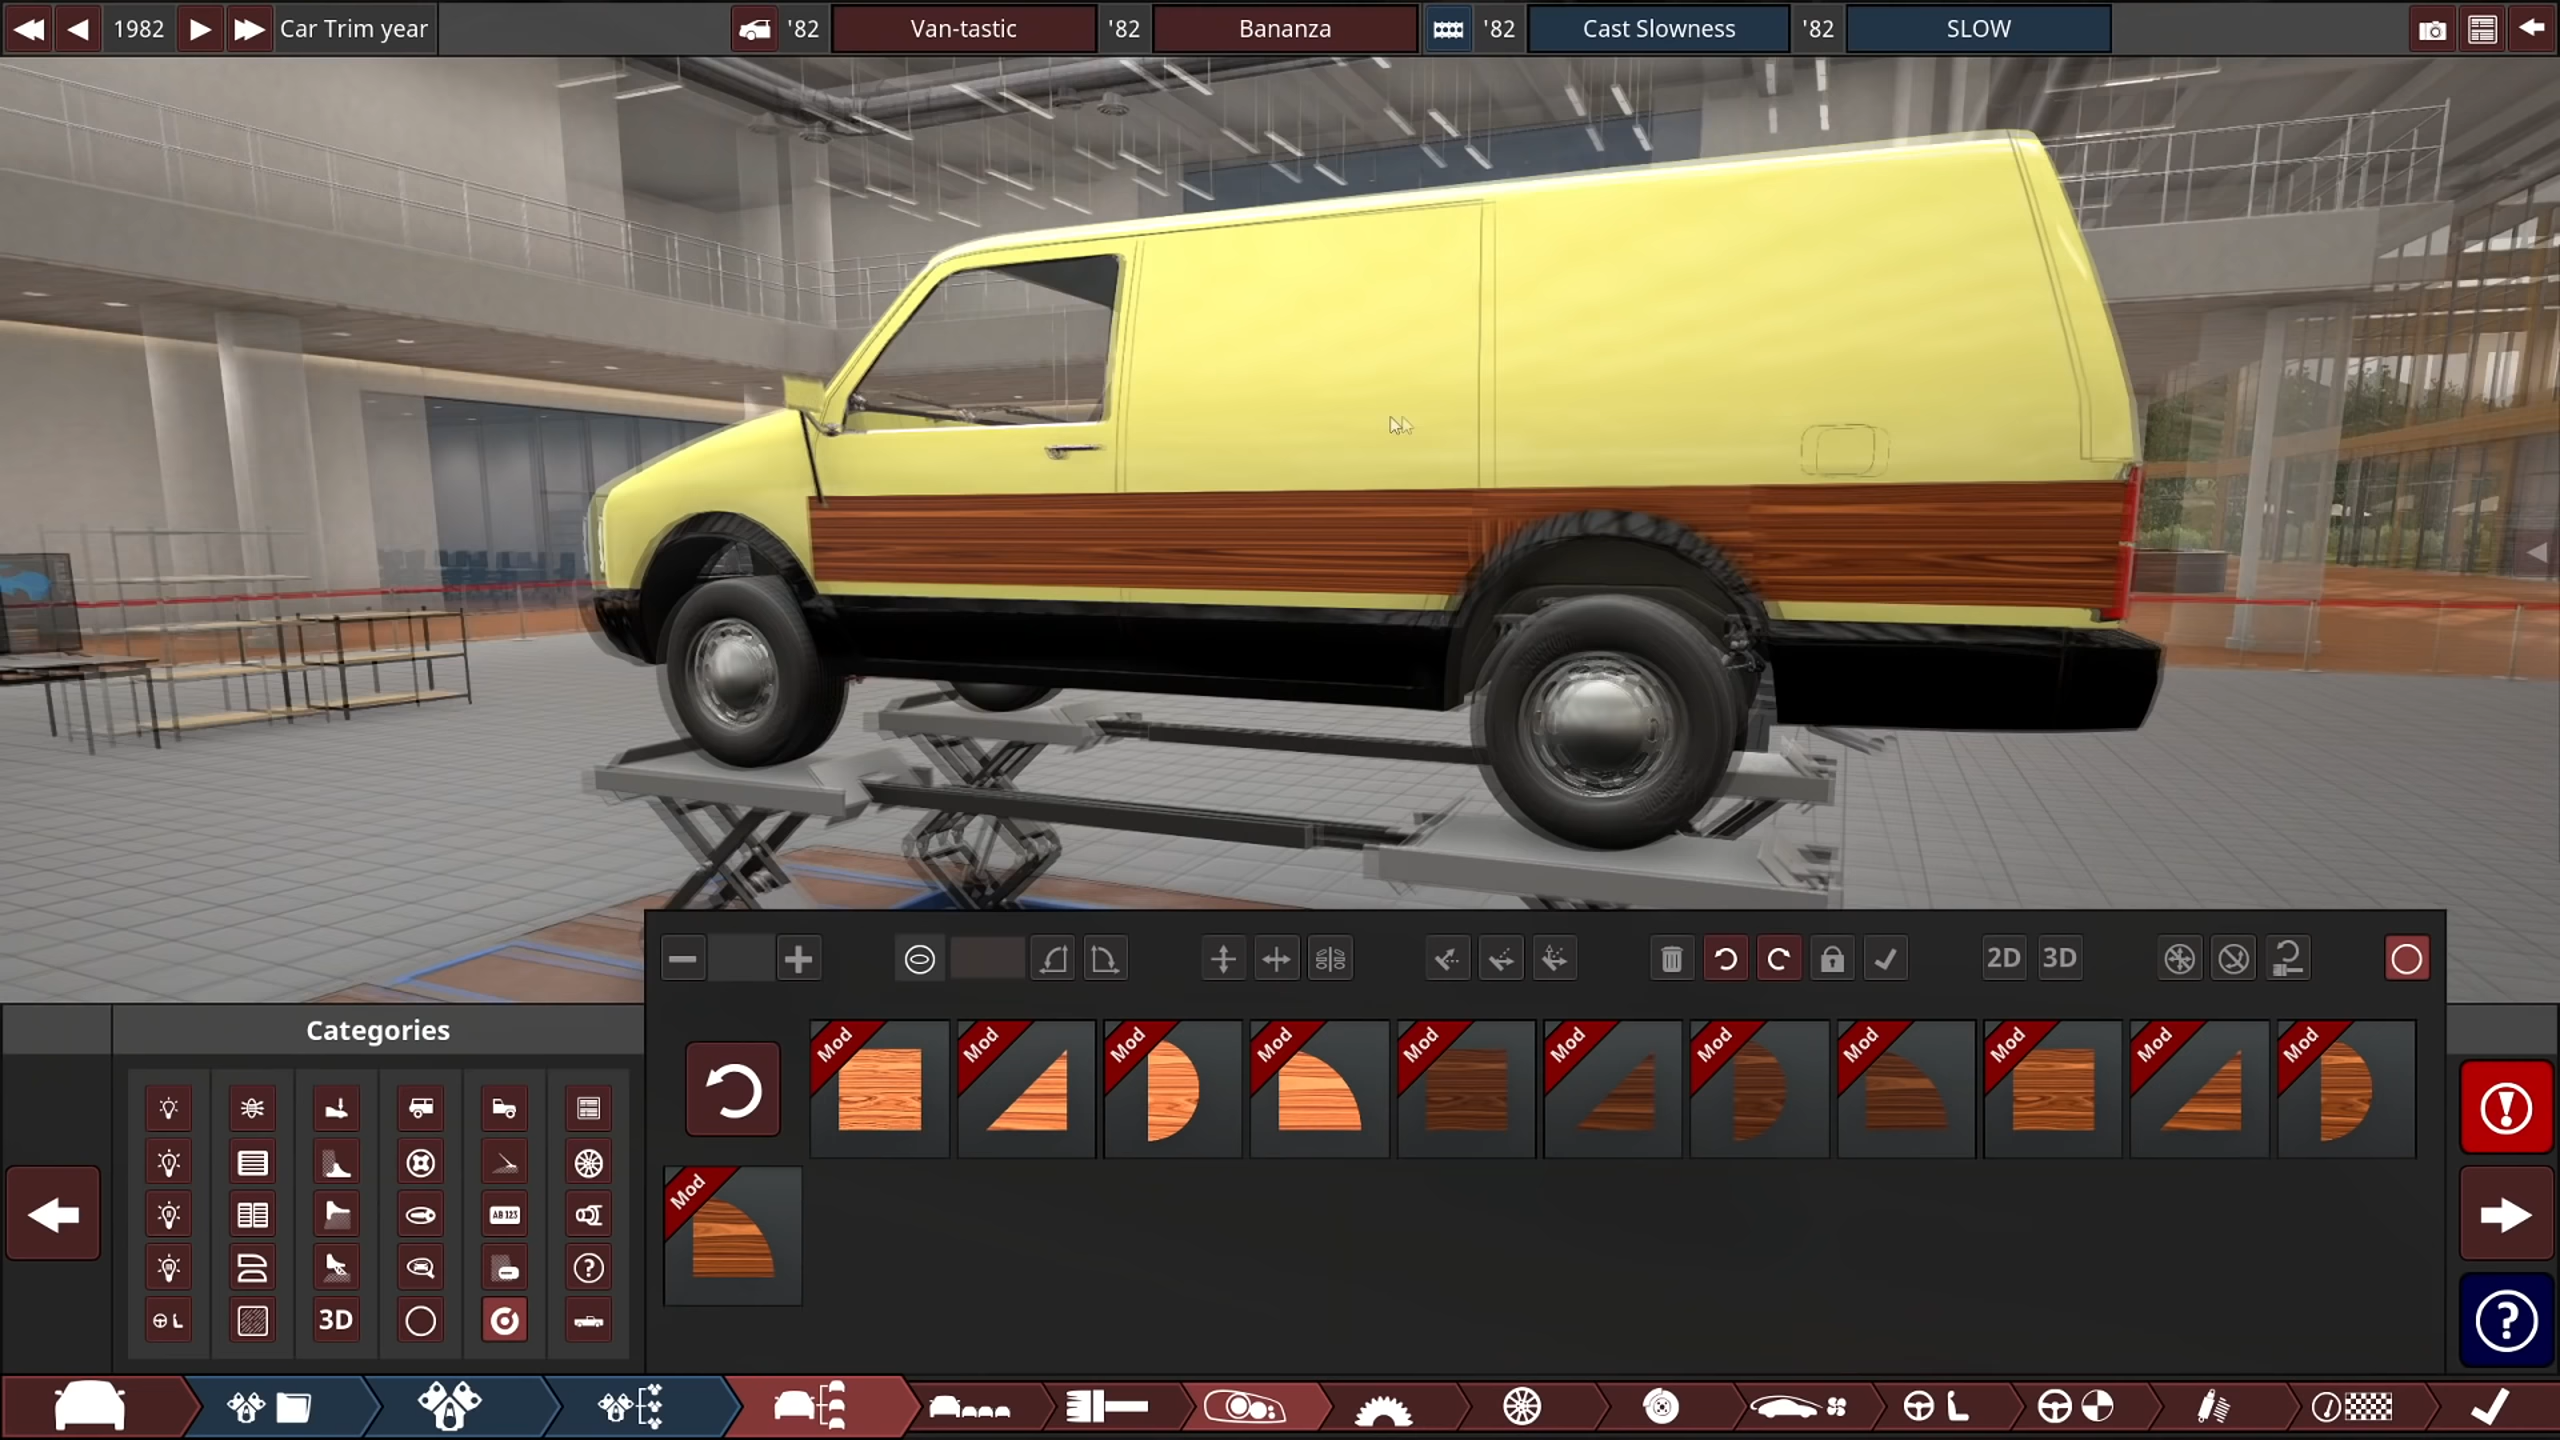 1982 Car Trim year '82 Van-tastic '82 Bananza '82 Cast Slowness '82 SLOW
2D 3D
Categories
Mod Mod Mod Mod Mod Mod Mod Mod Mod Mod Mod
Mod
AB 123
3D